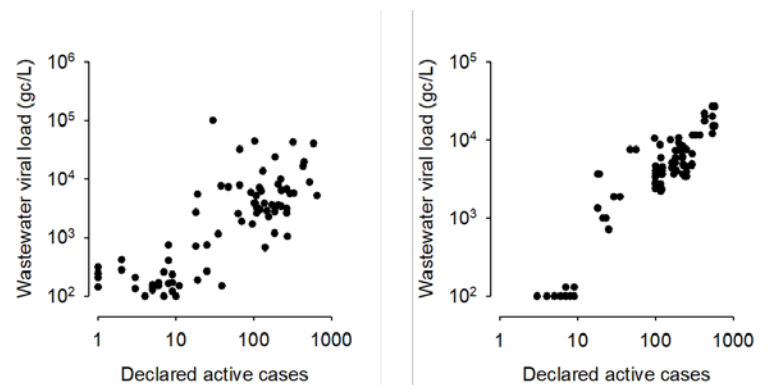 Wastewater viral load (gc/L)
10⁶
10⁵
10⁴
10³
10²
1 10 100 1000
Declared active cases
Wastewater viral load (gc/L)
10⁵
10⁴
10³
10²
1 10 100 1000
Declared active cases